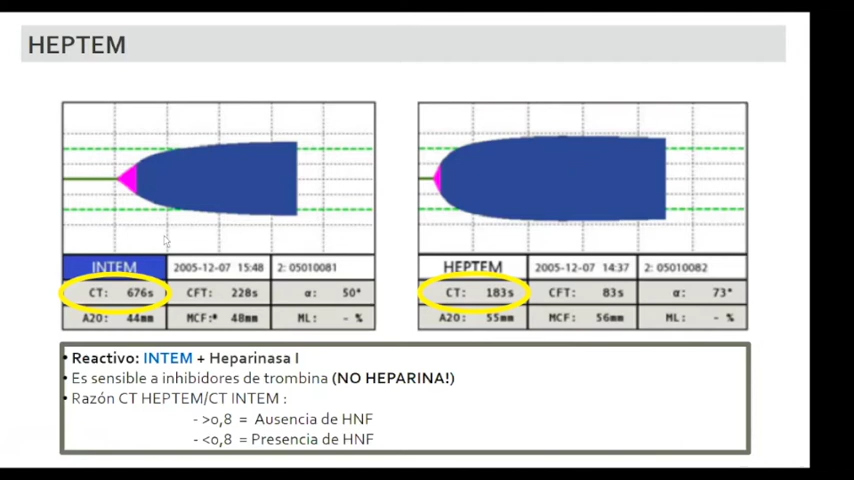 HEPTEM
INTEM 2005-12-07 15:48 2: 05010081
CT: 676s CFT: 228s α: 50°
A20: 44mm MCF:* 48mm ML: - %
HEPTEM 2005-12-07 14:37 2: 05010082
CT: 183s CFT: 83s α: 73°
A20: 55mm MCF: 56mm ML: - %
• Reactivo: INTEM + Heparinasa I
• Es sensible a inhibidores de trombina (NO HEPARINA!)
• Razón CT HEPTEM/CT INTEM :
- >0,8 = Ausencia de HNF
- <0,8 = Presencia de HNF